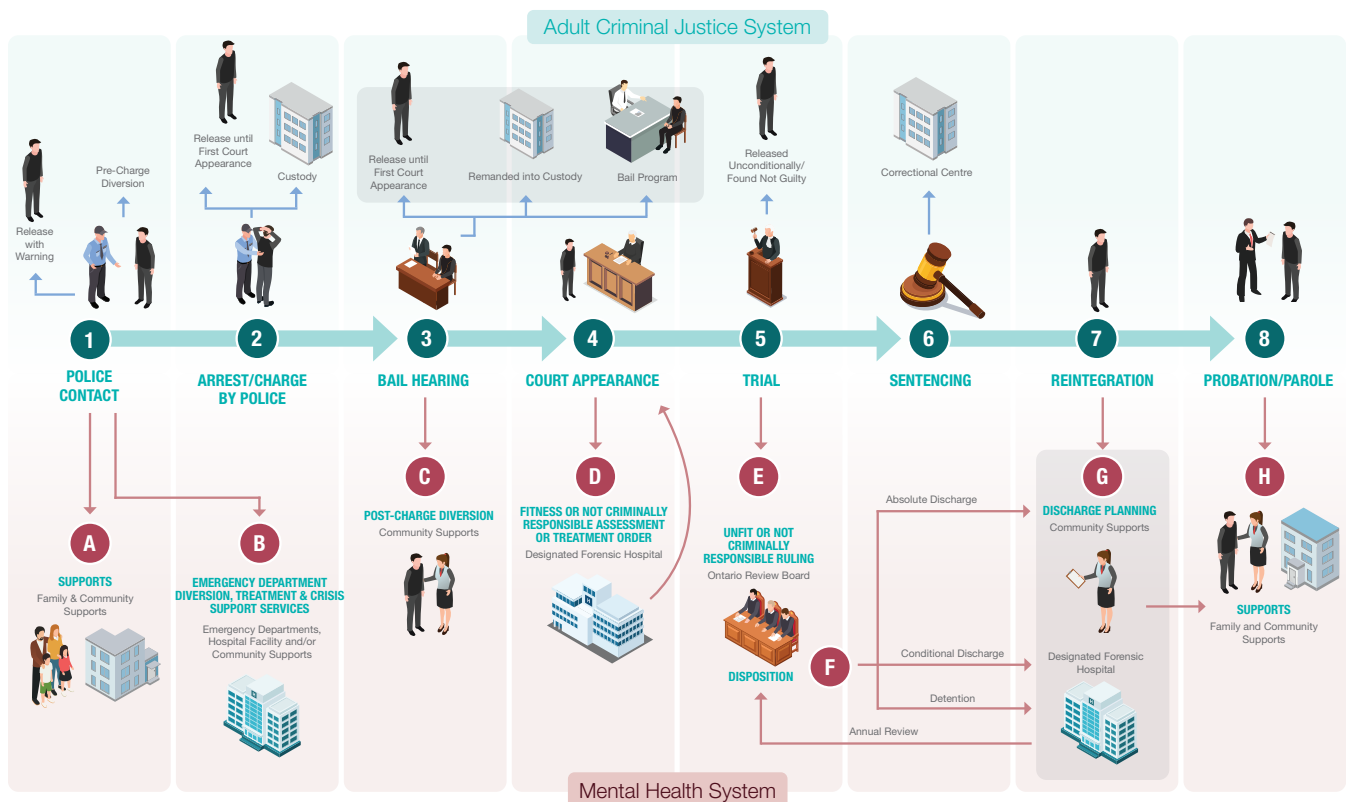 Adult Criminal Justice System
Release
with
Warning
Pre-Charge
Diversion
Release until
First Court
Appearance
Custody
Release until
First Court
Appearance
Remanded into Custody
Bail Program
Released
Unconditionally/
Found Not Guilty
Correctional Centre
1
POLICE
CONTACT
2
ARREST/CHARGE
BY POLICE
3
BAIL HEARING
4
COURT APPEARANCE
5
TRIAL
6
SENTENCING
7
REINTEGRATION
8
PROBATION/PAROLE
A
SUPPORTS
Family & Community
Supports
B
EMERGENCY DEPARTMENT
DIVERSION, TREATMENT & CRISIS
SUPPORT SERVICES
Emergency Departments,
Hospital Facility and/or
Community Supports
H
C
POST-CHARGE DIVERSION
Community Supports
D
FITNESS OR NOT CRIMINALLY
RESPONSIBLE ASSESSMENT
OR TREATMENT ORDER
Designated Forensic Hospital
H
E
UNFIT OR NOT
CRIMINALLY
RESPONSIBLE RULING
Ontario Review Board
DISPOSITION
F
Absolute Discharge
Conditional Discharge
Detention
Annual Review
G
DISCHARGE PLANNING
Community Supports
Designated Forensic
Hospital
H
H
SUPPORTS
Family and Community
Supports
Mental Health System